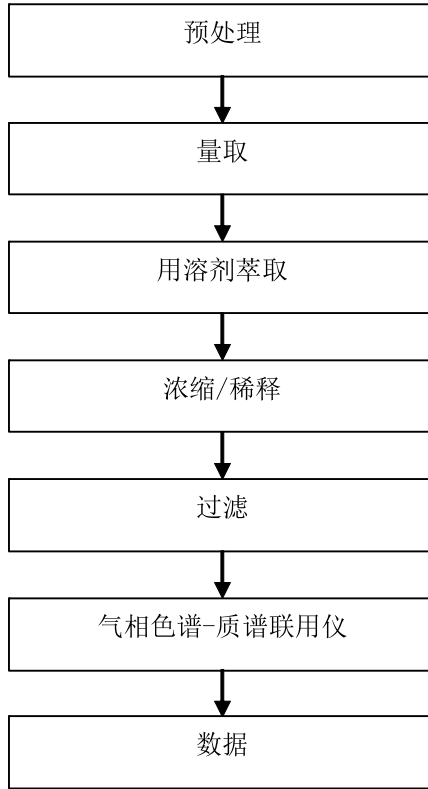 预处理
量取
用溶剂萃取
浓缩/稀释
过滤
气相色谱-质谱联用仪
数据